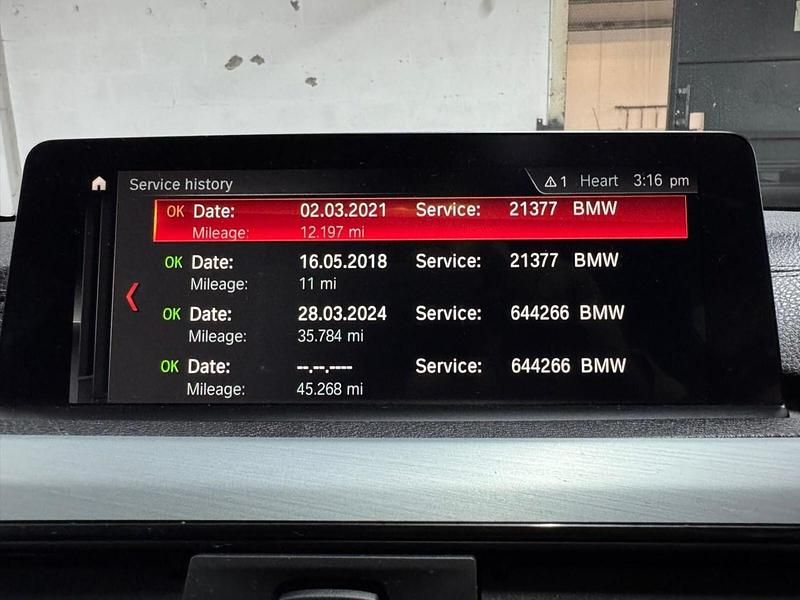 Service history 1 Heart 3:16 pm
OK Date: 02.03.2021 Service: 21377 BMW
Mileage: 12.197 mi
OK Date: 16.05.2018 Service: 21377 BMW
Mileage: 11 mi
OK Date: 28.03.2024 Service: 644266 BMW
Mileage: 35.784 mi
OK Date: --.--.---- Service: 644266 BMW
Mileage: 45.268 mi